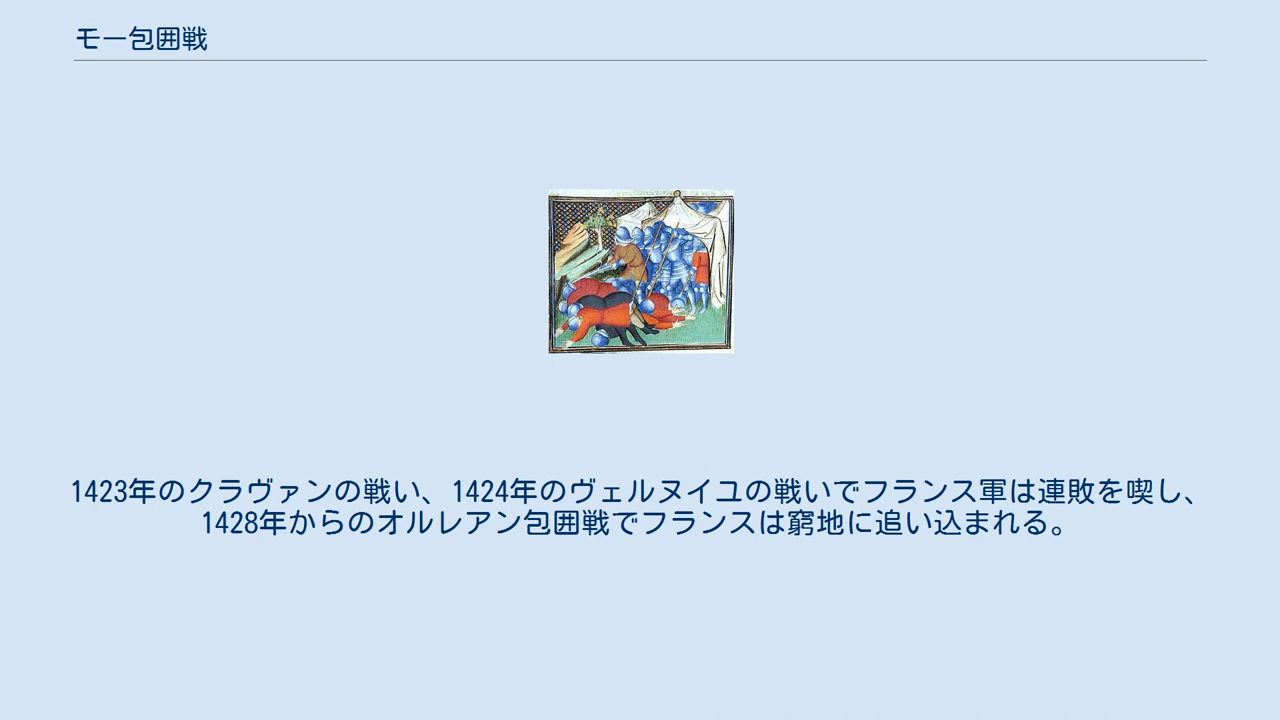 モー包囲戦
1423年のクラヴァンの戦い、1424年のヴェルヌイユの戦いでフランス軍は連敗を喫し、
1428年からのオルレアン包囲戦でフランスは窮地に追い込まれる。